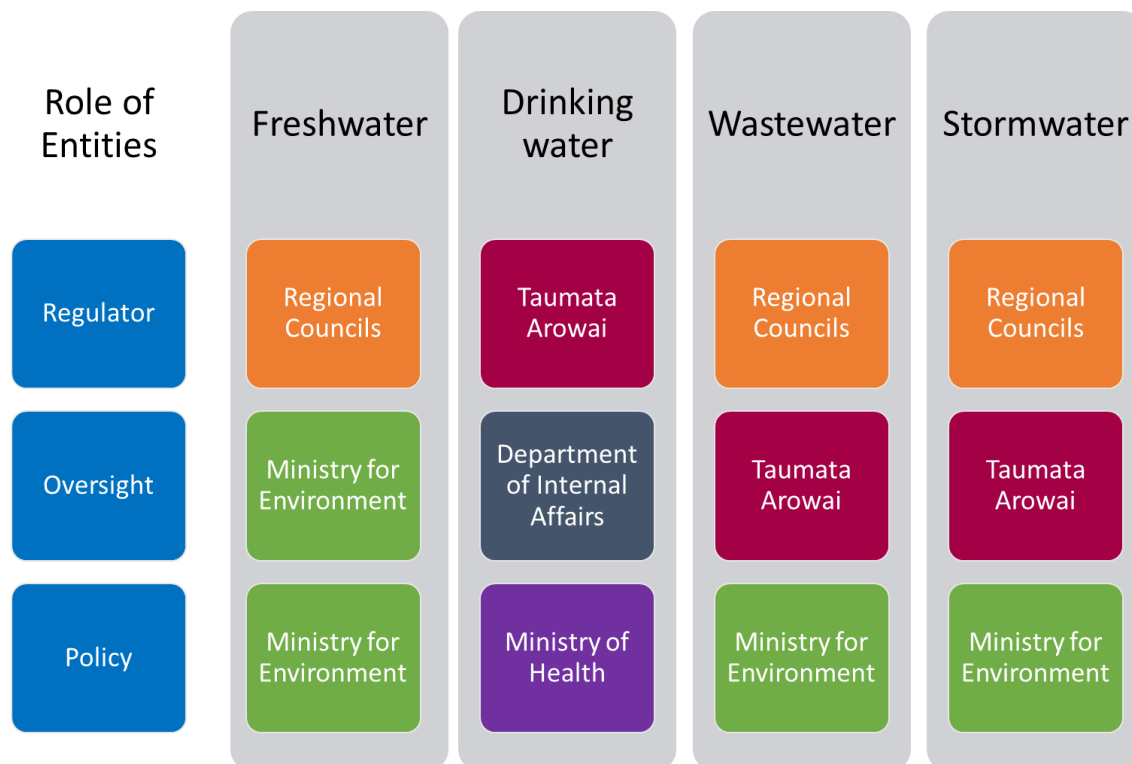 Role of
Entities
Freshwater
Drinking
water
Wastewater
Stormwater
Regulator
Regional
Councils
Taumata
Arowai
Regional
Councils
Regional
Councils
Oversight
Ministry for
Environment
Department
of Internal
Affairs
Taumata
Arowai
Taumata
Arowai
Policy
Ministry for
Environment
Ministry of
Health
Ministry for
Environment
Ministry for
Environment